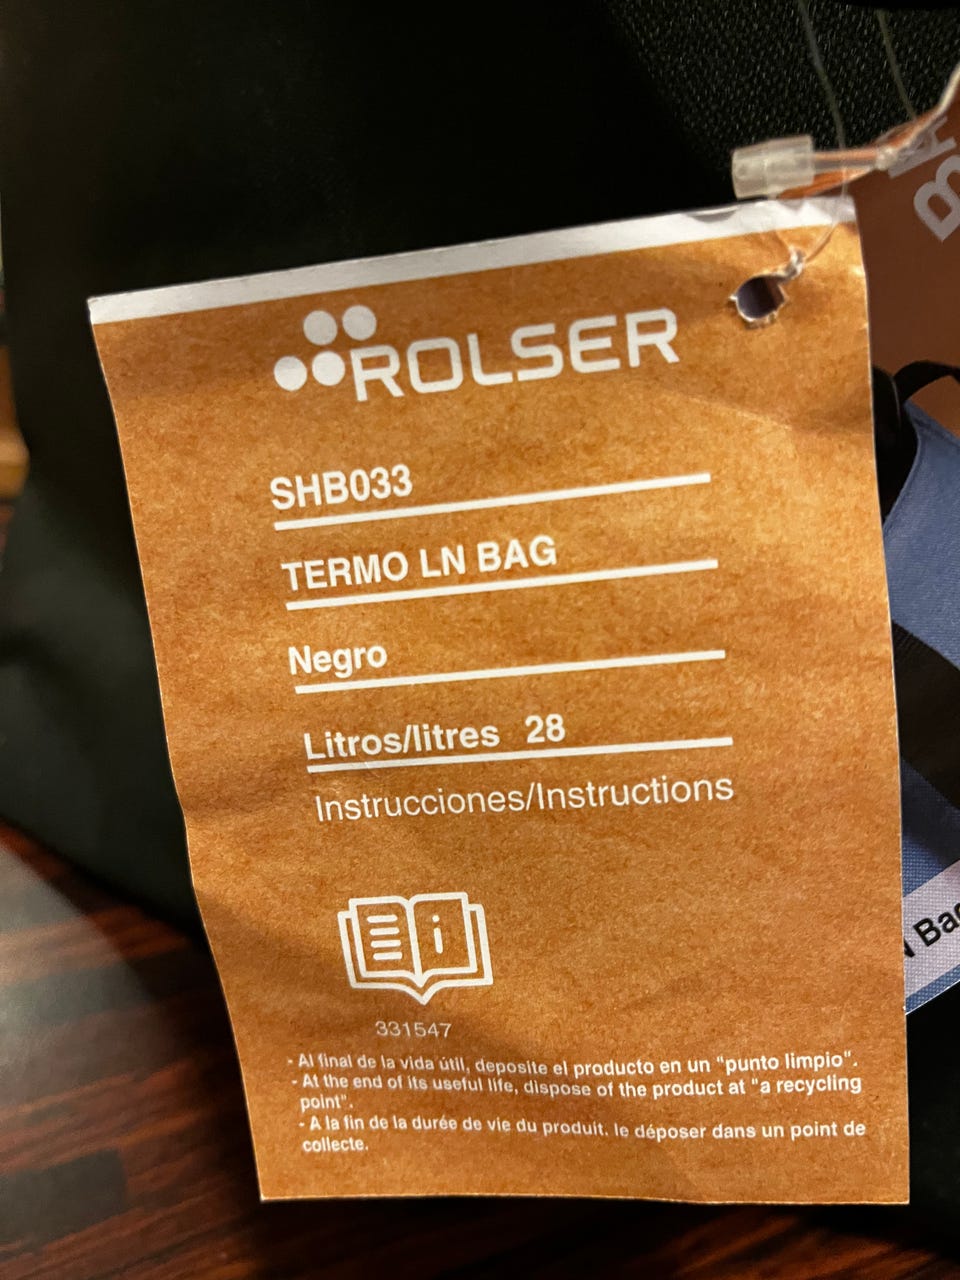 ROLSER
SHB033
TERMO LN BAG
Negro
Litros/litres 28
Instrucciones/Instructions
i
331547
- Al final de la vida útil, deposite el producto en un "punto limpio".
- At the end of its useful life, dispose of the product at "a recycling
point".
- A la fin de la durée de vie du produit. le déposer dans un point de
collecte.